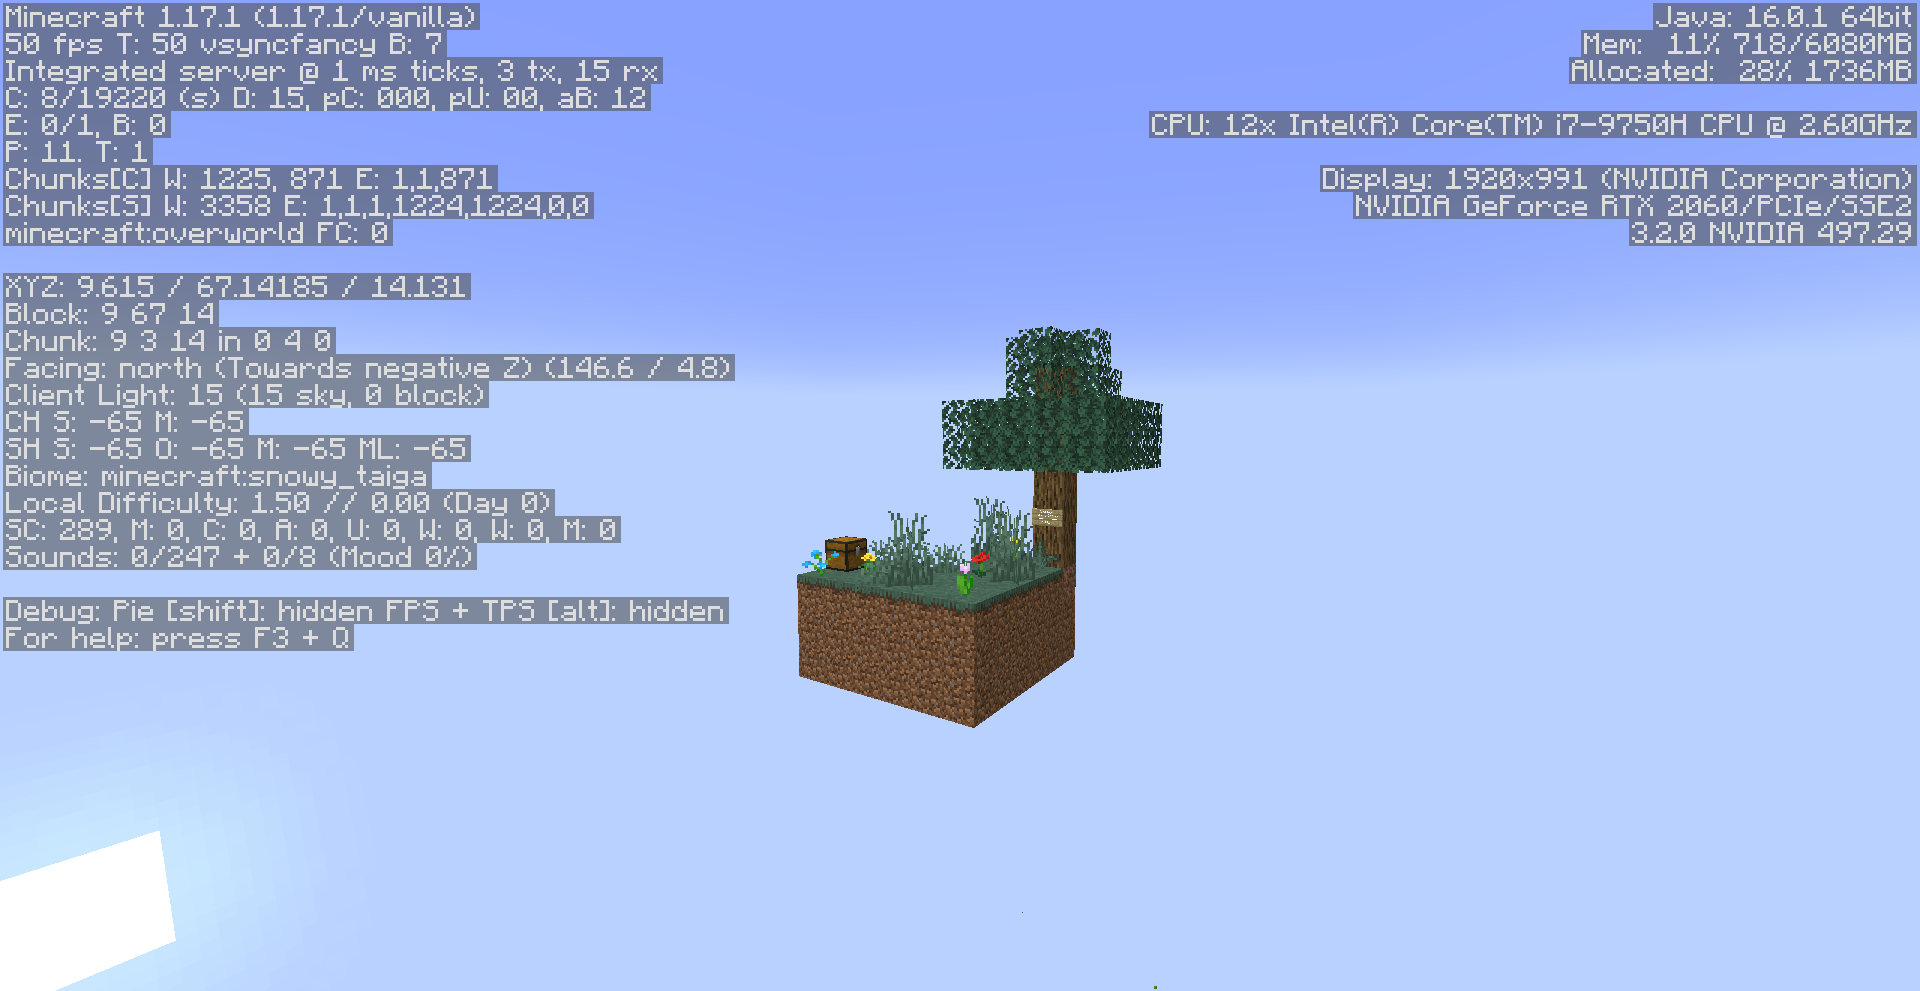 Minecraft 1.17.1 (1.17.1/vanilla)
50 fps T: 50 vsyncfancy B: 7
Integrated server @ 1 ms ticks, 3 tx, 15 rx
C: 8/19220 (s) D: 15, pC: 000, pU: 00, aB: 12
E: 0/1, B: 0
P: 11. T: 1
Chunks[C] W: 1225, 871 E: 1,1,871
Chunks[S] W: 3358 E: 1,1,1,1224,1224,0,0
minecraft:overworld FC: 0
XYZ: 9.615 / 67.14185 / 14.131
Block: 9 67 14
Chunk: 9 3 14 in 0 4 0
Facing: north (Towards negative Z) (146.6 / 4.8)
Client Light: 15 (15 sky, 0 block)
CH S: -65 M: -65
SH S: -65 O: -65 M: -65 ML: -65
Biome: minecraft:snowy_taiga
Local Difficulty: 1.50 // 0.00 (Day 0)
SC: 289, M: 0, C: 0, A: 0, U: 0, W: 0, W: 0, M: 0
Sounds: 0/247 + 0/8 (Mood 0%)
Debug: Pie [shift]: hidden FPS + TPS [alt]: hidden
For help: press F3 + Q
Java: 16.0.1 64bit
Mem: 11% 718/6080MB
Allocated: 28% 1736MB
CPU: 12x Intel(R) Core(TM) i7-9750H CPU @ 2.60GHz
Display: 1920x991 (NVIDIA Corporation)
NVIDIA GeForce RTX 2060/PCIe/SSE2
3.2.0 NVIDIA 497.29